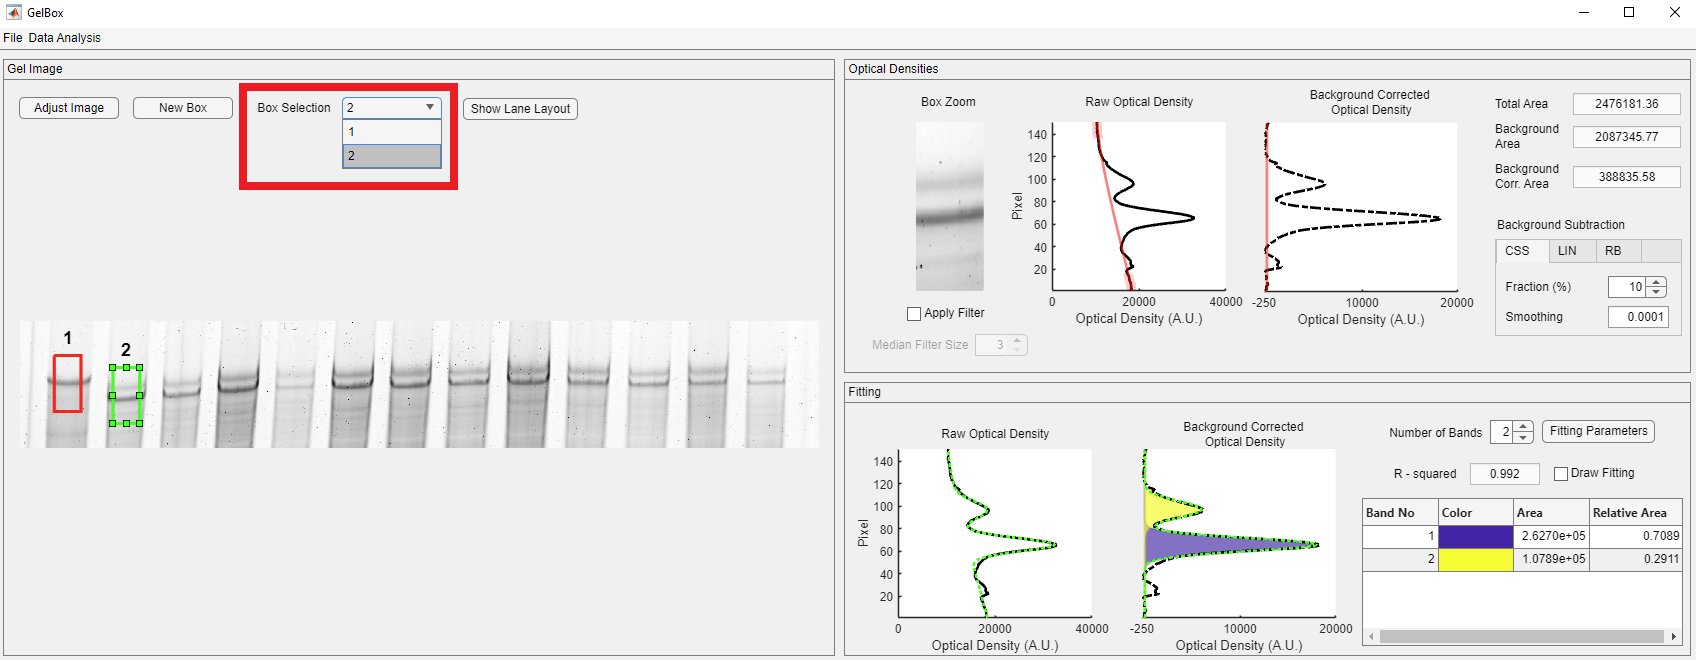 GelBox
File Data Analysis
Gel Image
Adjust Image
New Box
Box Selection
2
1
2
Show Lane Layout
1
2
Optical Densities
Box Zoom
Apply Filter
Median Filter Size
3
Raw Optical Density
Pixel
140
120
100
80
60
40
20
0 20000 40000
Optical Density (A.U.)
Background Corrected
Optical Density
-250 10000 20000
Optical Density (A.U.)
Total Area
2476181.36
Background
Area
2087345.77
Background
Corr. Area
388835.58
Background Subtraction
CSS LIN RB
Fraction (%)
10
Smoothing
0.0001
Fitting
Raw Optical Density
Pixel
140
120
100
80
60
40
20
0 20000 40000
Optical Density (A.U.)
Background Corrected
Optical Density
-250 10000 20000
Optical Density (A.U.)
Number of Bands
2
Fitting Parameters
R - squared
0.992
Draw Fitting
Band No Color Area Relative Area
1 2.6270e+05 0.7089
2 1.0789e+05 0.2911